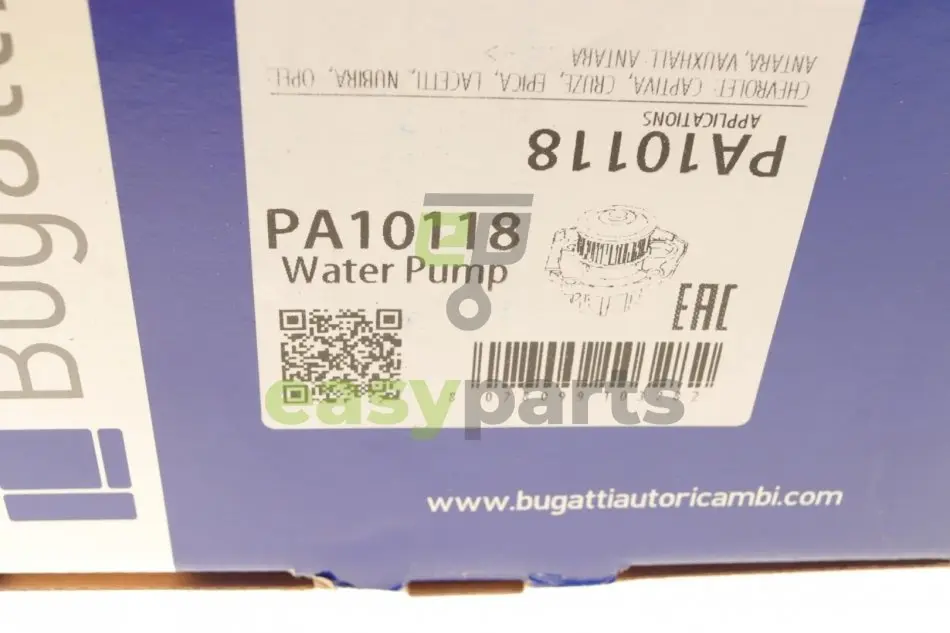 Bugatti
ANTARA, VAUXHALL: ANTARA
CHEVROLET: CAPTIVA, CRUZE, EPICA, LACETTI, NUBIRA, OPEL:
APPLICATIONS
PA10118
PA10118
Water Pump
EAC
easyparts
www.bugattiautoricambi.com